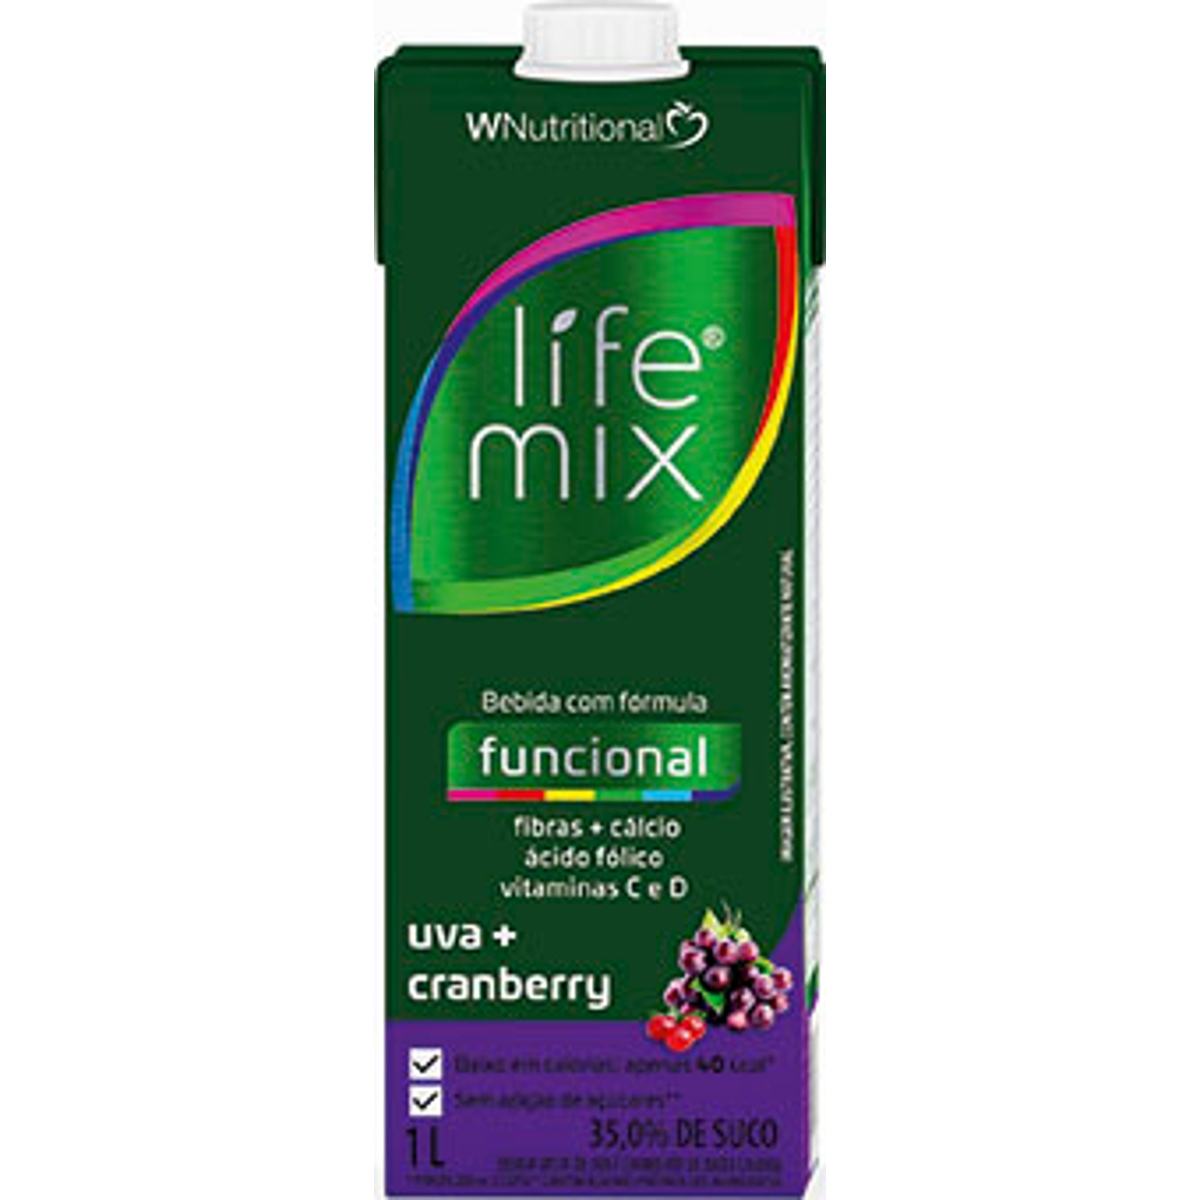 WNutritional
life®
mix
Bebida com fórmula
funcional
fibras + cálcio
ácido fólico
vitaminas C e D
uva +
cranberry
Baixo em calorias: apenas 40 kcal*
Sem adição de açúcares**
35,0% DE SUCO
1L